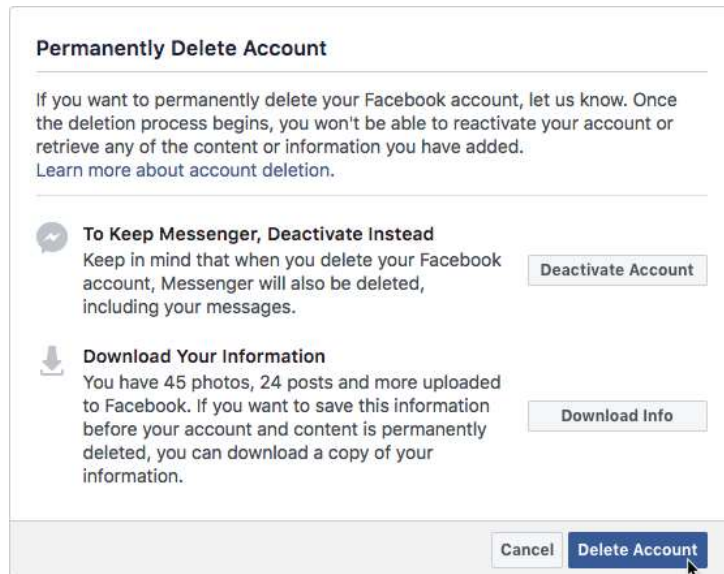 Permanently Delete Account
If you want to permanently delete your Facebook account, let us know. Once
the deletion process begins, you won't be able to reactivate your account or
retrieve any of the content or information you have added.
Learn more about account deletion.
To Keep Messenger, Deactivate Instead
Keep in mind that when you delete your Facebook
account, Messenger will also be deleted,
including your messages.
Deactivate Account
Download Your Information
You have 45 photos, 24 posts and more uploaded
to Facebook. If you want to save this information
before your account and content is permanently
deleted, you can download a copy of your
information.
Download Info
Cancel
Delete Account